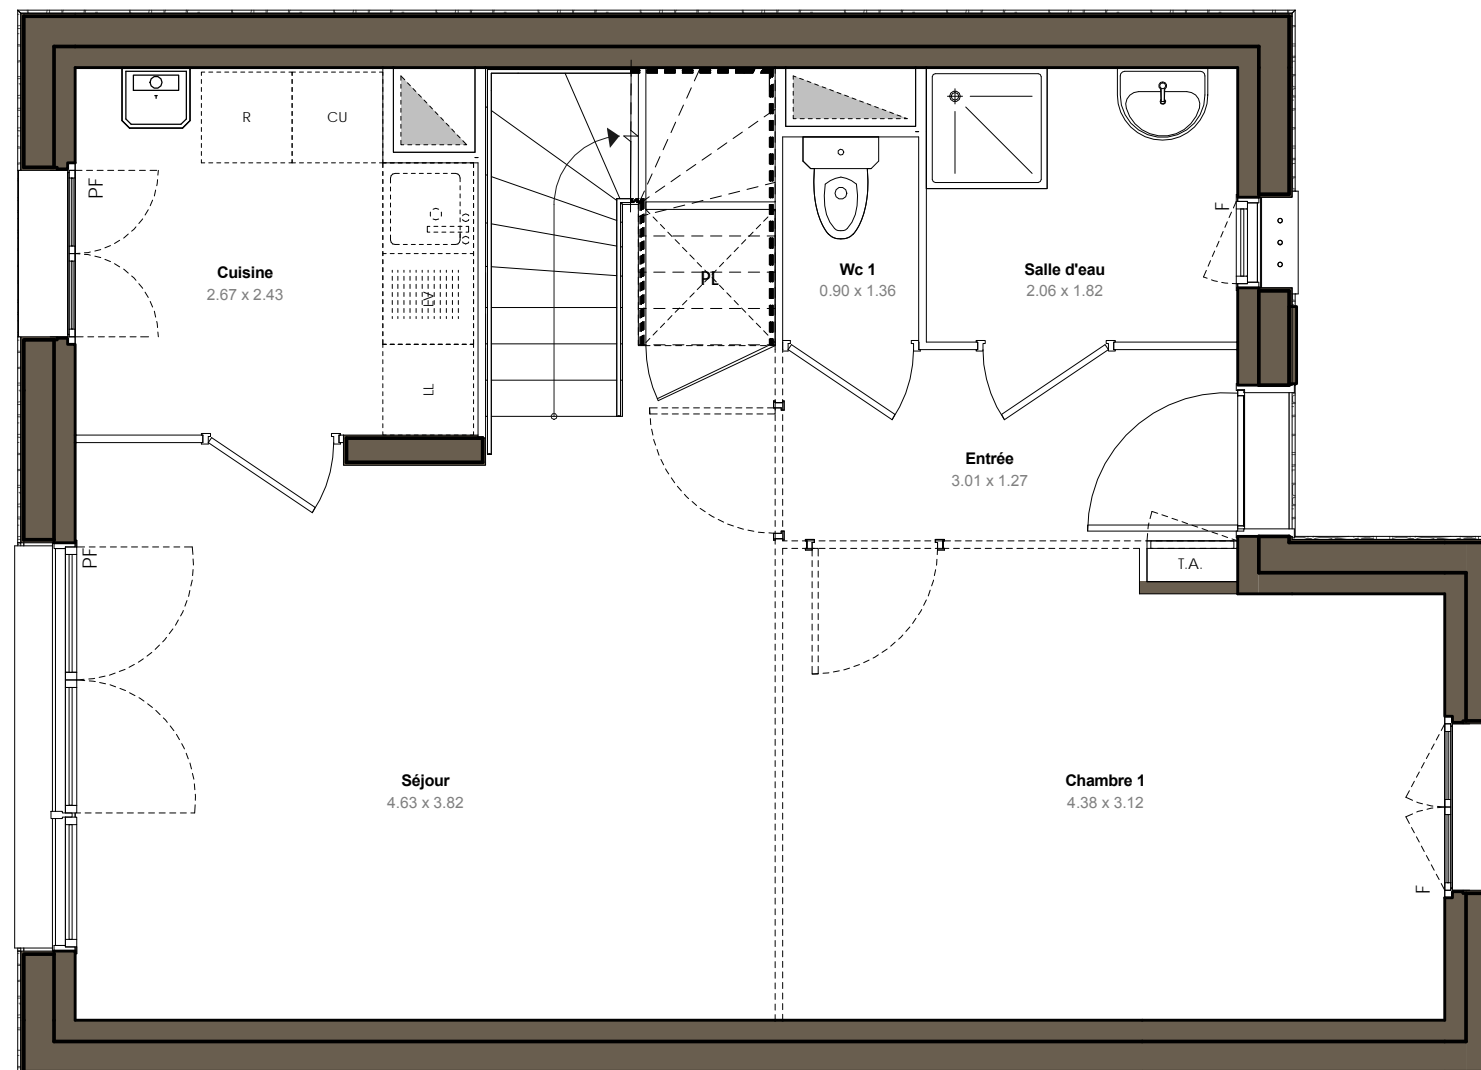 R
CU
PF
F
Cuisine
2.67 x 2.43
PL
Wc 1
0.90 x 1.36
Salle d'eau
2.06 x 1.82
LV
LL
Entrée
3.01 x 1.27
PF
T.A.
Séjour
4.63 x 3.82
Chambre 1
4.38 x 3.12
F